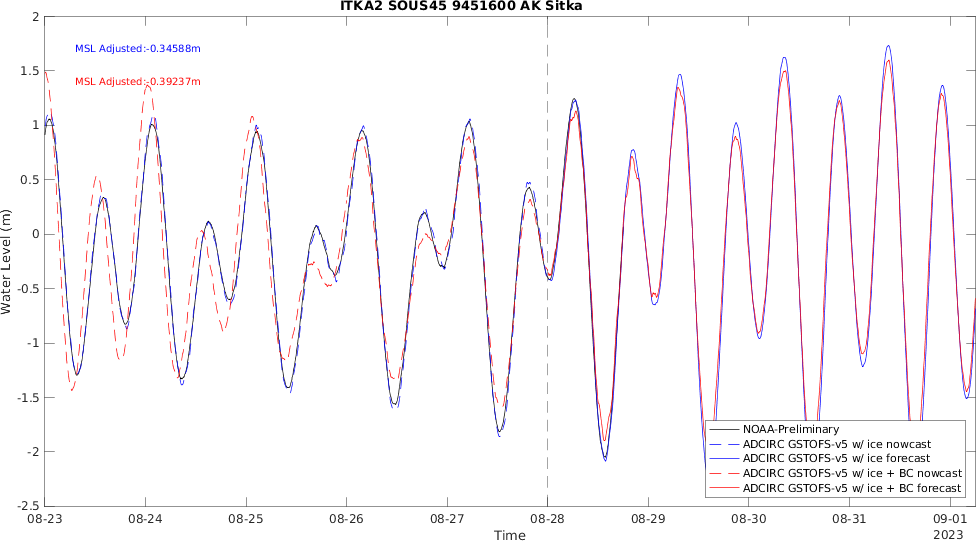 ITKA2 SOUS45 9451600 AK Sitka
MSL Adjusted:-0.34588m
MSL Adjusted:-0.39237m
Water Level (m)
2
1.5
1
0.5
0
-0.5
-1
-1.5
-2
-2.5
NOAA-Preliminary
ADCIRC GSTOFS-v5 w/ ice nowcast
ADCIRC GSTOFS-v5 w/ ice forecast
ADCIRC GSTOFS-v5 w/ice + BC nowcast
ADCIRC GSTOFS-v5 w/ice + BC forecast
08-23 08-24 08-25 08-26 08-27 08-28 08-29 08-30 08-31 09-01
2023
Time